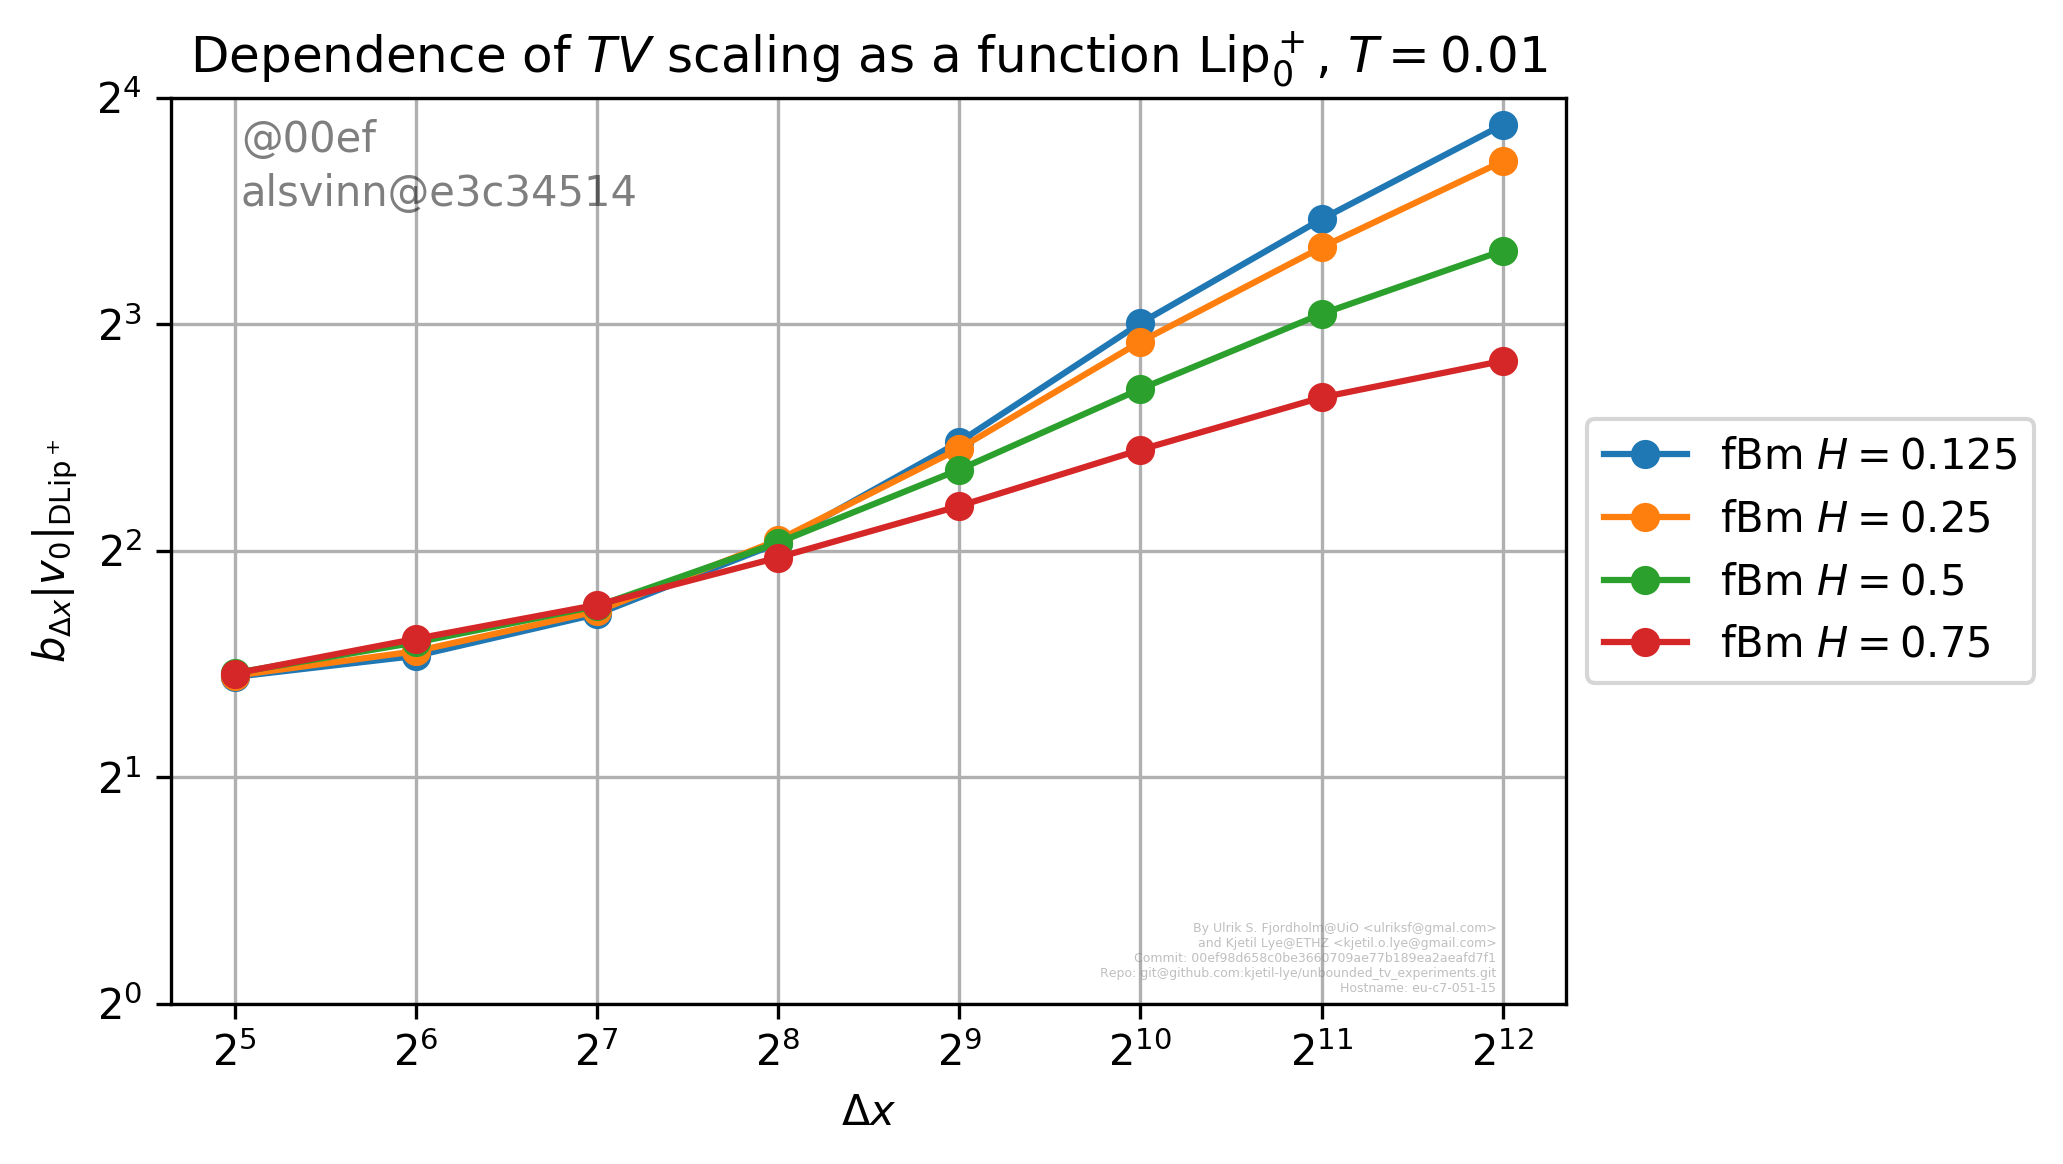 Dependence of TV scaling as a function Lip₀⁺, T = 0.01
2⁴
2³
2²
2¹
2⁰
b_Δx|v₀|_DLip⁺
@00ef
alsvinn@e3c34514
fBm H = 0.125
fBm H = 0.25
fBm H = 0.5
fBm H = 0.75
By Ulrik S. Fjordholm@UiO <ulriksf@gmal.com>
and Kjetil Lye@ETHZ <kjetil.o.lye@gmail.com>
Commit: 00ef98d658c0be3660709ae77b189ea2aeafd7f1
Repo: git@github.com:kjetil-lye/unbounded_tv_experiments.git
Hostname: eu-c7-051-15
2⁵ 2⁶ 2⁷ 2⁸ 2⁹ 2¹⁰ 2¹¹ 2¹²
Δx